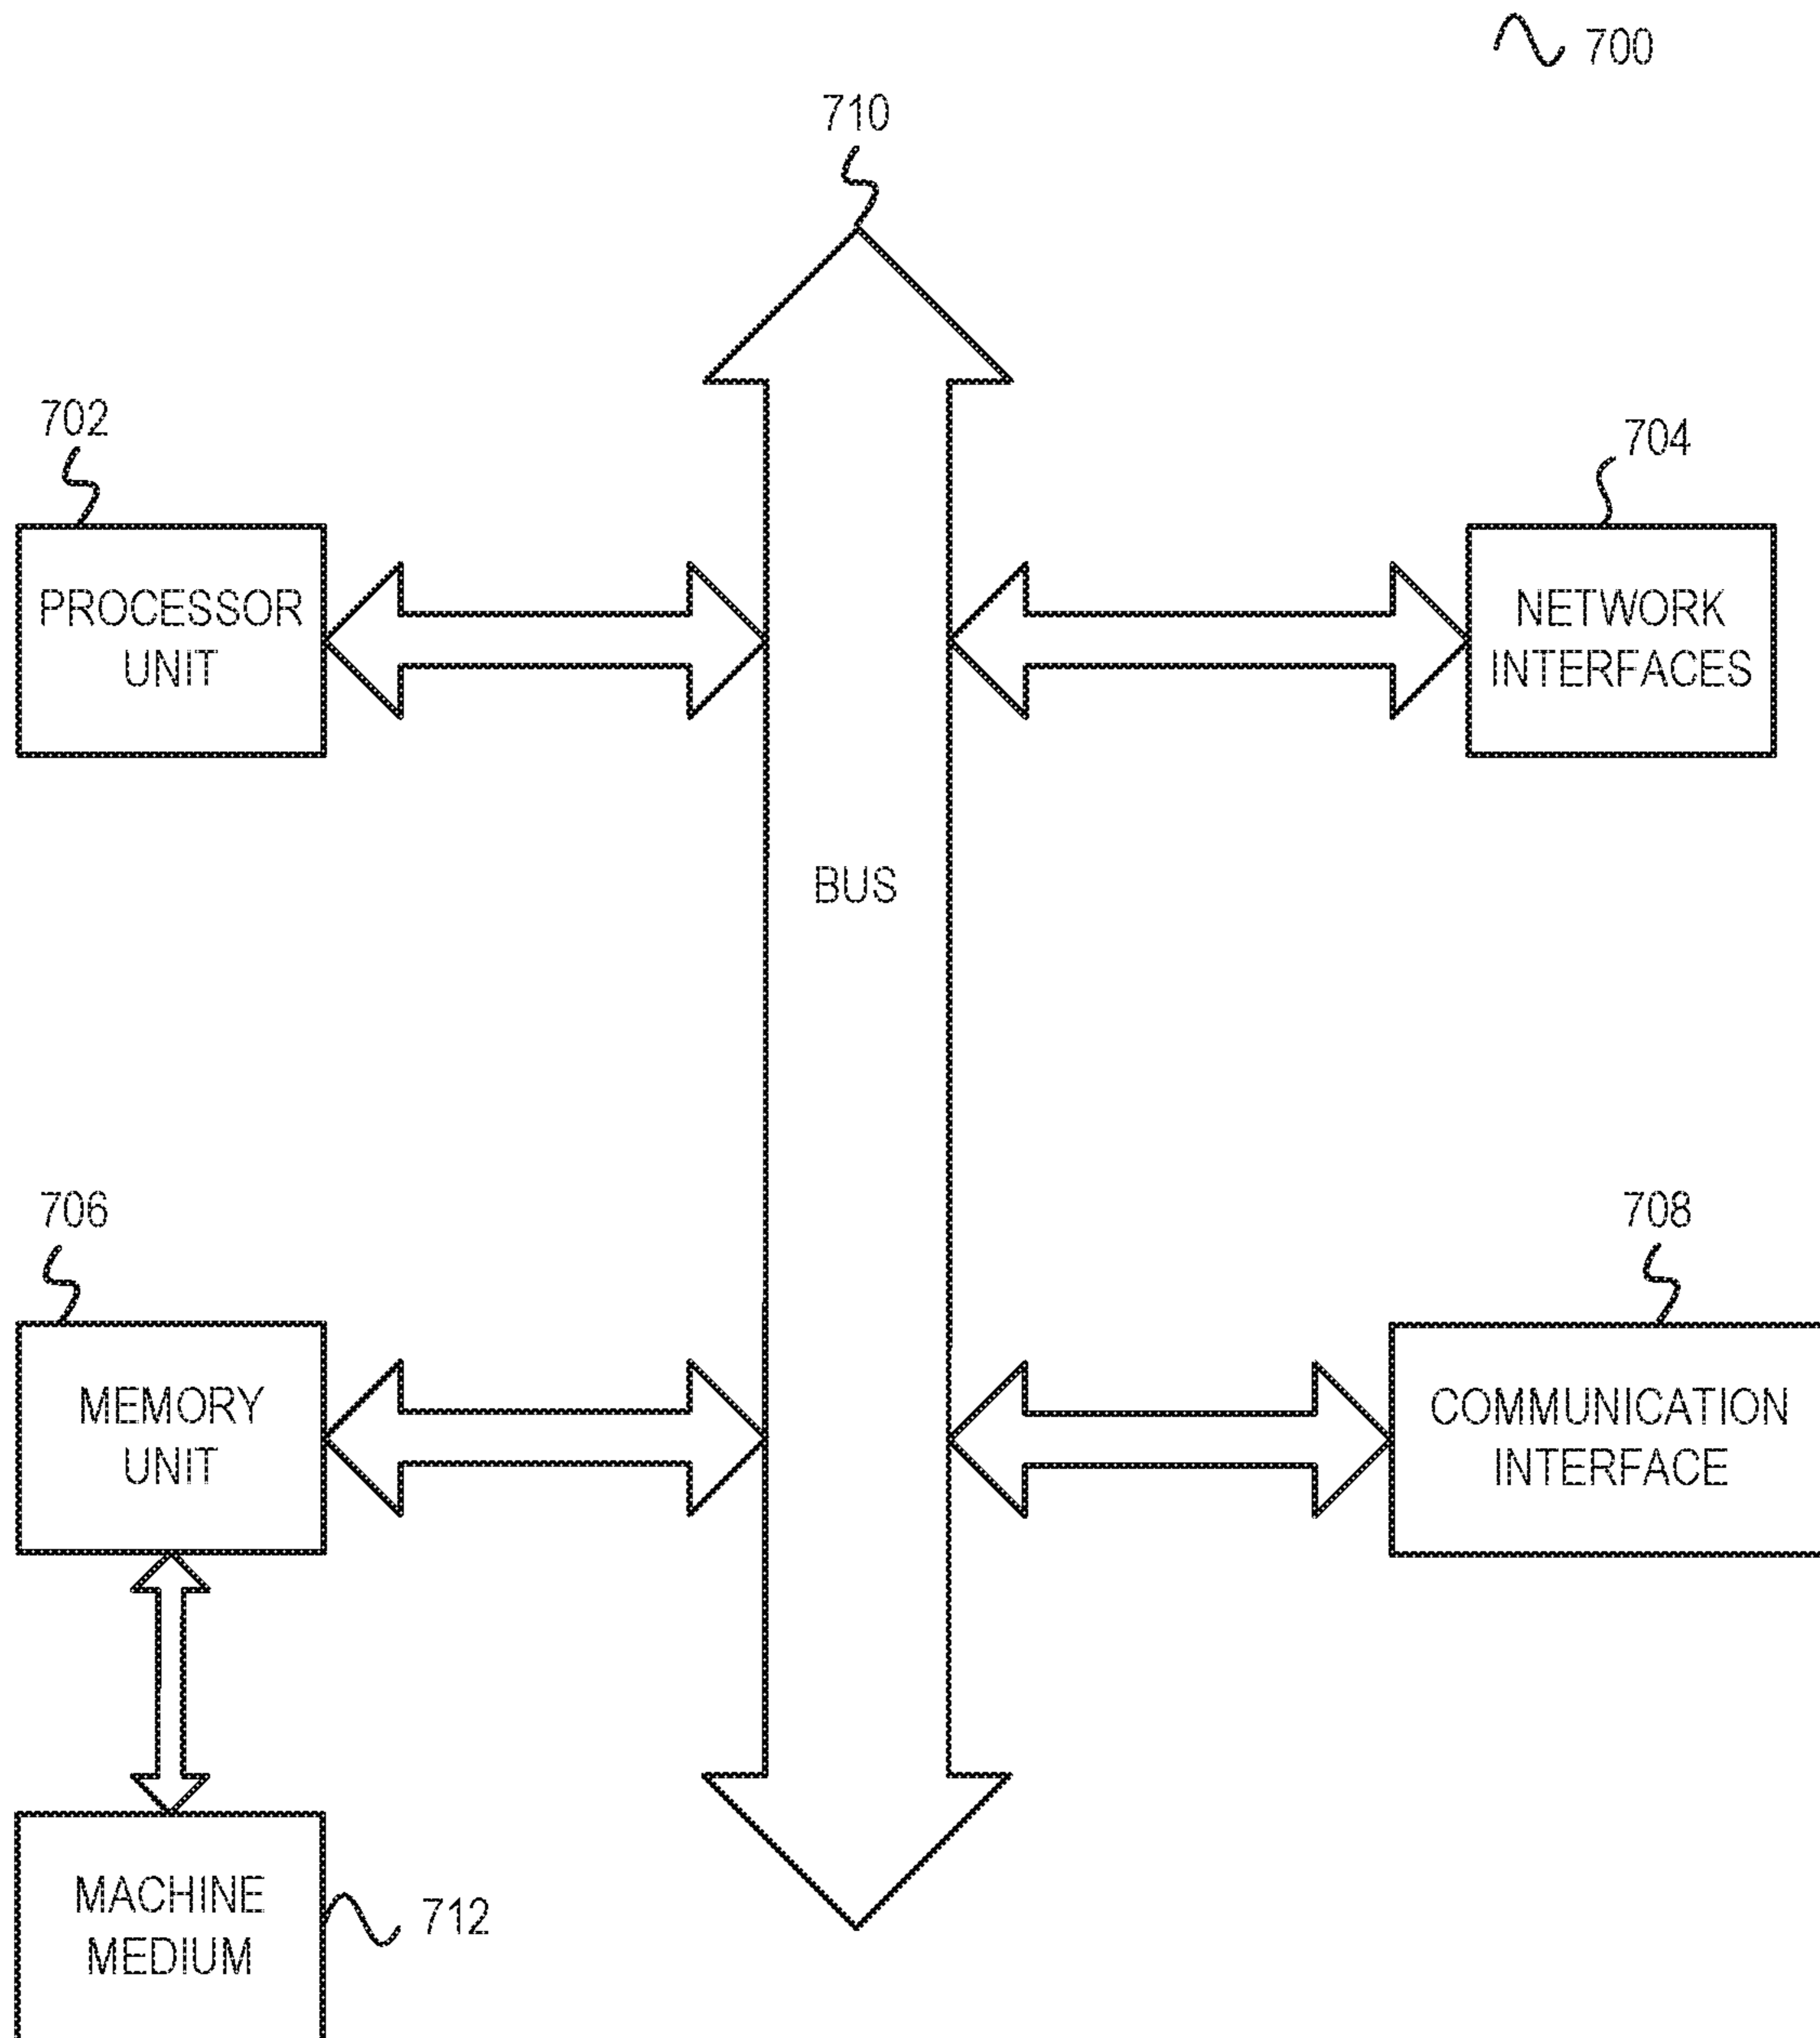 700
710
702
704
PROCESSOR
UNIT
NETWORK
INTERFACES
BUS
706
708
MEMORY
UNIT
COMMUNICATION
INTERFACE
MACHINE
MEDIUM
712